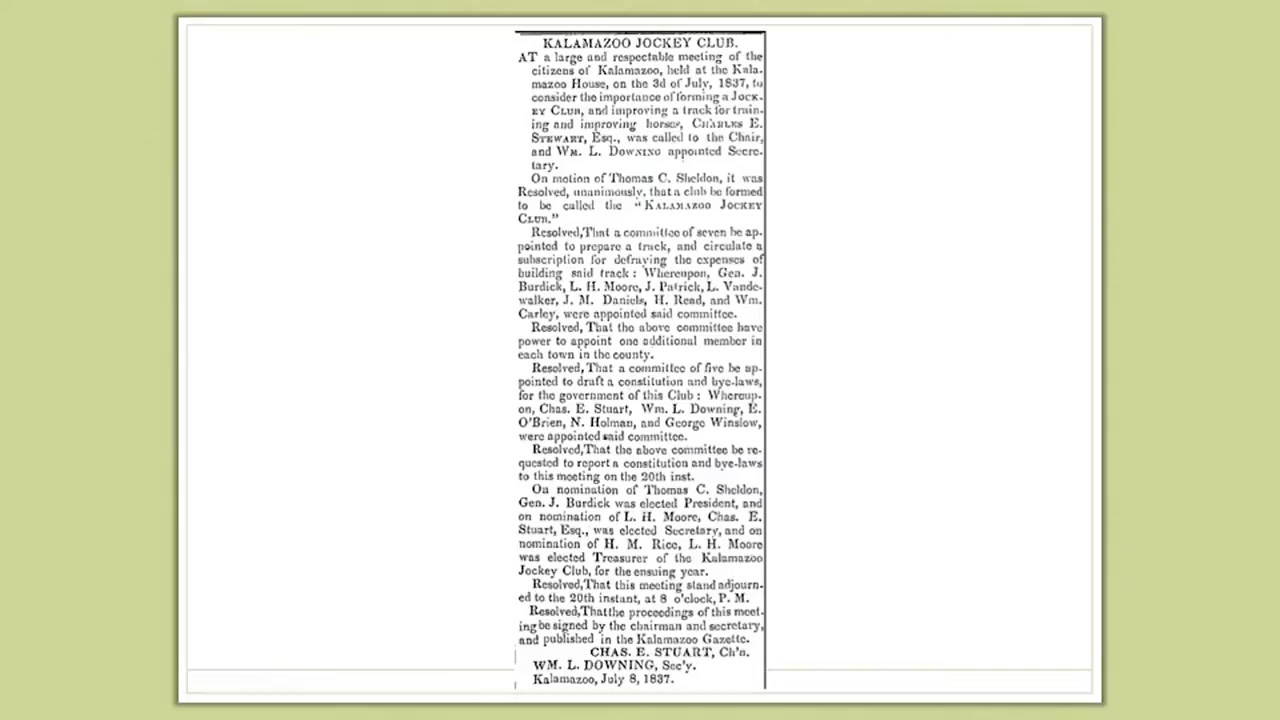 KALAMAZOO JOCKEY CLUB.
AT a large and respectable meeting of the
citizens of Kalamazoo, held at the Kala-
mazoo House, on the 3d of July, 1837, to
consider the importance of forming a JOCK-
EY CLUB, and improving a track for train-
ing and improving horses, CHARLES E.
STEWART, Esq., was called to the Chair,
and WM. L. DOWNING appointed Secre-
tary.
On motion of Thomas C. Sheldon, it was
Resolved, unanimously, that a club be formed
to be called the "KALAMAZOO JOCKEY
CLUB."
Resolved, That a committee of seven be ap-
pointed to prepare a track, and circulate a
subscription for defraying the expenses of
building said track : Whereupon, Gen. J.
Burdick, L. H. Moore, J. Patrick, L. Vande-
walker, J. M. Daniels, H. Read, and Wm.
Carley, were appointed said committee.
Resolved, That the above committee have
power to appoint one additional member in
each town in the county.
Resolved, That a committee of five be ap-
pointed to draft a constitution and bye-laws,
for the government of this Club : Whereup-
on, Chas. E. Stuart, Wm. L. Downing, E.
O'Brien, N. Holman, and George Winslow,
were appointed said committee.
Resolved, That the above committee be re-
quested to report a constitution and bye-laws
to this meeting on the 20th inst.
On nomination of Thomas C. Sheldon,
Gen. J. Burdick was elected President, and
on nomination of L. H. Moore, Chas. E.
Stuart, Esq., was elected Secretary, and on
nomination of H. M. Rice, L. H. Moore
was elected Treasurer of the Kalamazoo
Jockey Club, for the ensuing year.
Resolved, That this meeting stand adjourn-
ed to the 20th instant, at 8 o'clock, P. M.
Resolved, That the proceedings of this meet-
ing be signed by the chairman and secretary,
and published in the Kalamazoo Gazette.
CHAS. E. STUART, Ch'n.
WM. L. DOWNING, Sec'y.
Kalamazoo, July 8, 1837.